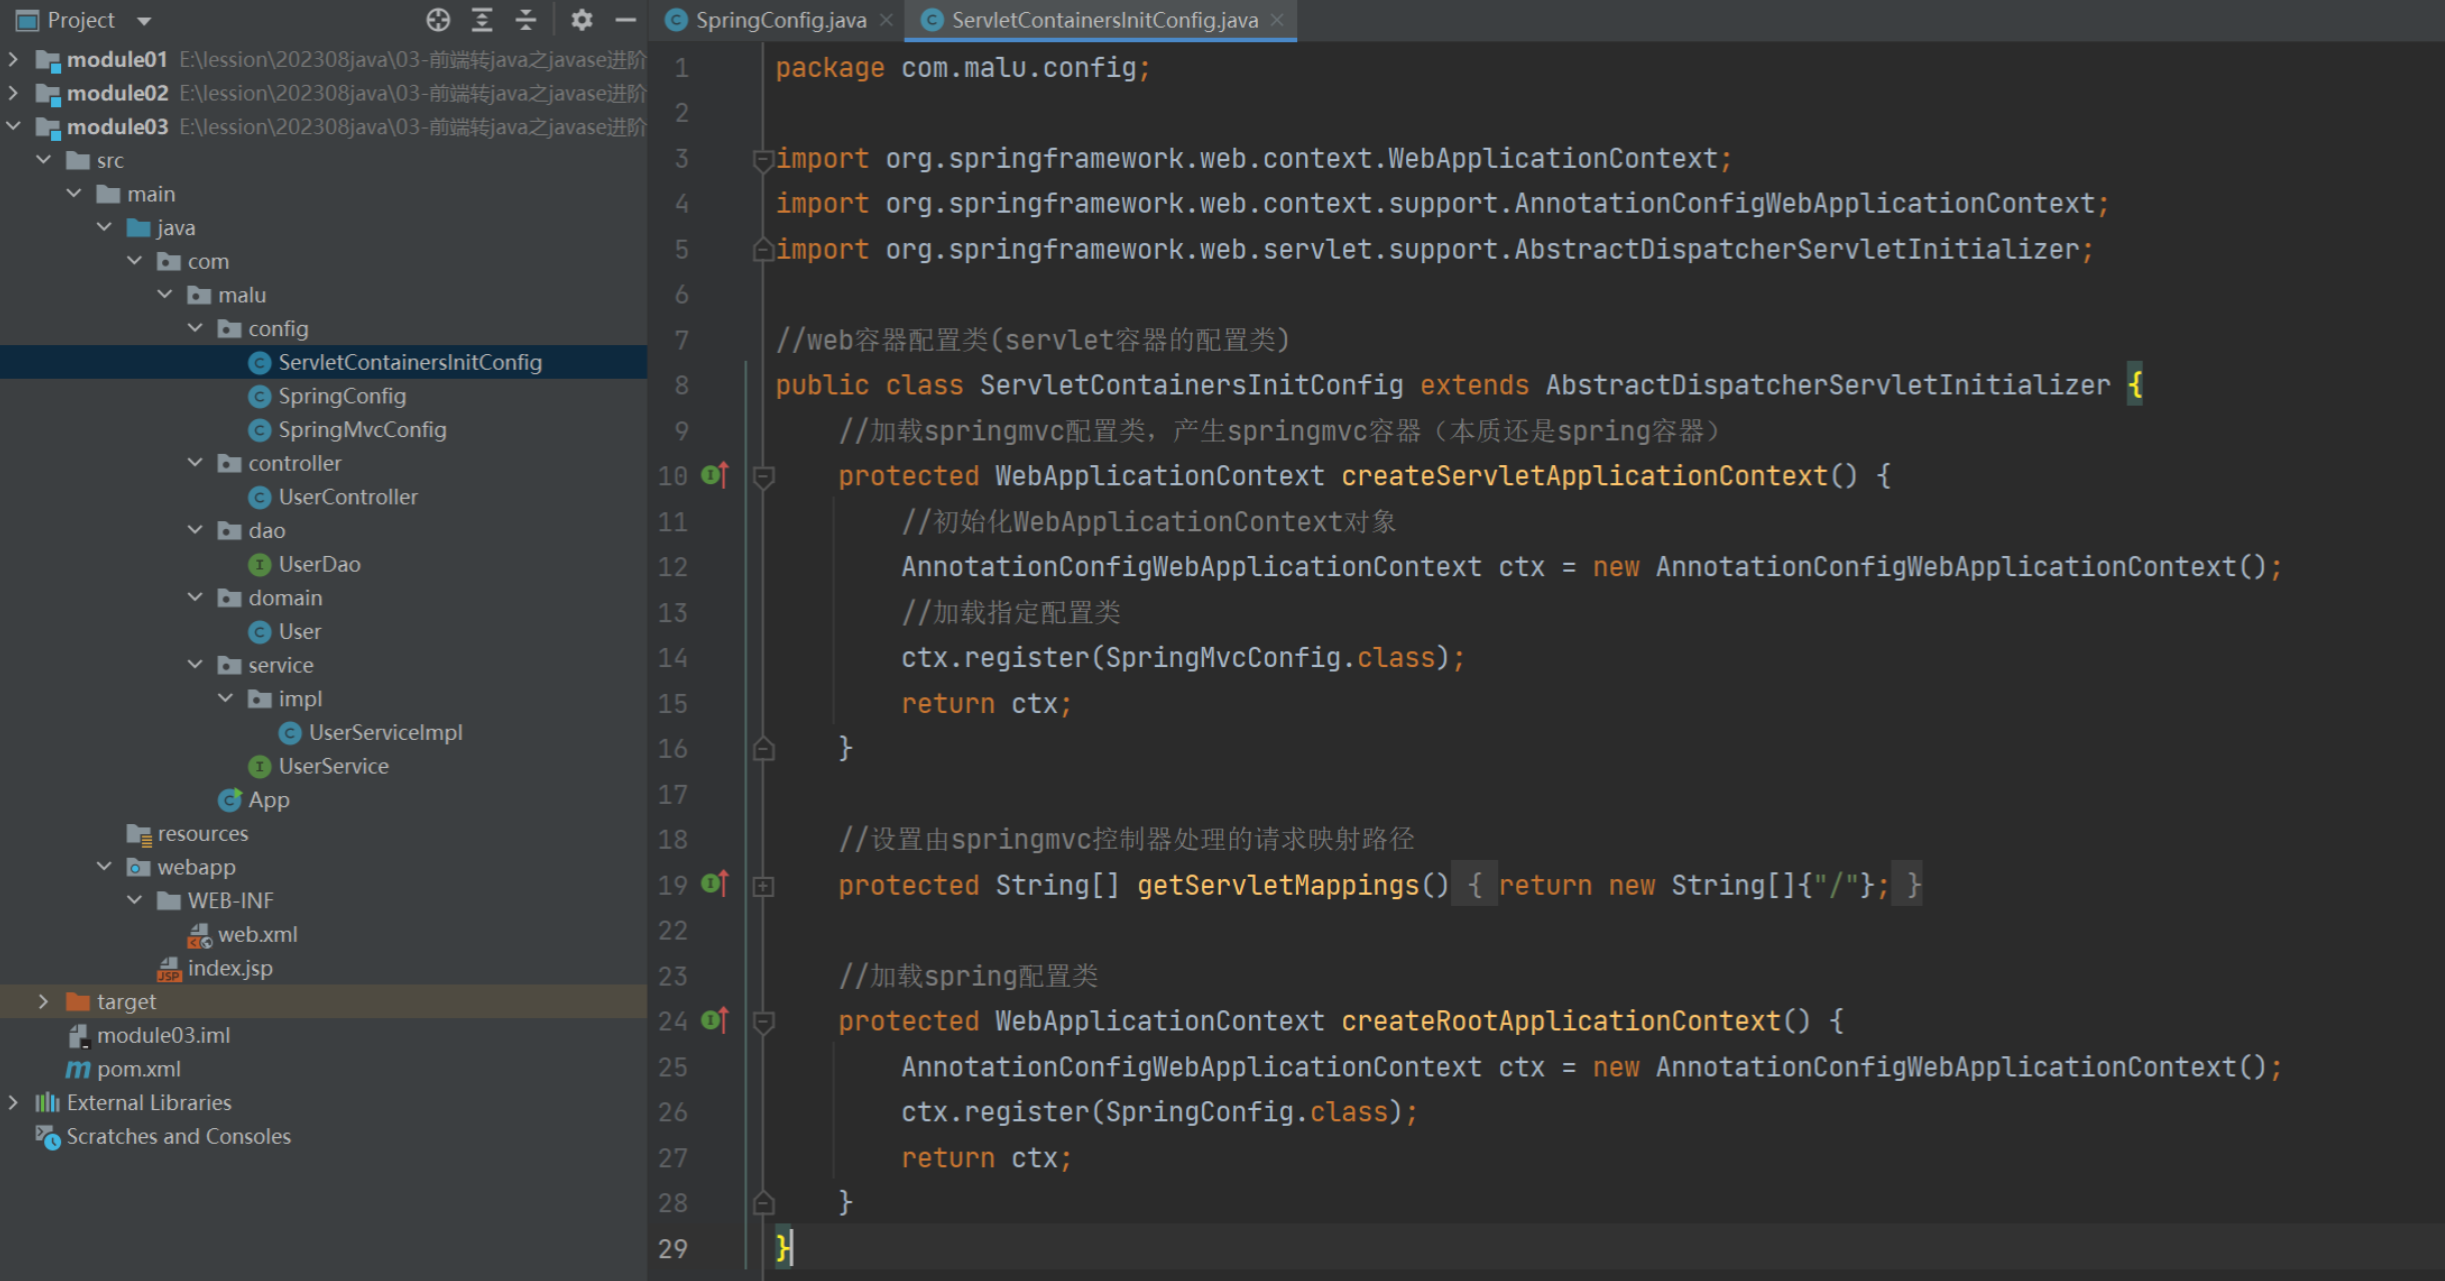 Project
module01 E:\lession\202308java\03-前端转java之javase进阶
module02 E:\lession\202308java\03-前端转java之javase进阶
module03 E:\lession\202308java\03-前端转java之javase进阶
src
main
java
com
malu
config
ServletContainersInitConfig
SpringConfig
SpringMvcConfig
controller
UserController
dao
UserDao
domain
User
service
impl
UserServiceImpl
UserService
App
resources
webapp
WEB-INF
web.xml
index.jsp
target
module03.iml
pom.xml
External Libraries
Scratches and Consoles
SpringConfig.java ServletContainersInitConfig.java
1 package com.malu.config;
2
3 import org.springframework.web.context.WebApplicationContext;
4 import org.springframework.web.context.support.AnnotationConfigWebApplicationContext;
5 import org.springframework.web.servlet.support.AbstractDispatcherServletInitializer;
6
7 //web容器配置类(servlet容器的配置类)
8 public class ServletContainersInitConfig extends AbstractDispatcherServletInitializer {
9 //加载springmvc配置类，产生springmvc容器（本质还是spring容器）
10 protected WebApplicationContext createServletApplicationContext() {
11 //初始化WebApplicationContext对象
12 AnnotationConfigWebApplicationContext ctx = new AnnotationConfigWebApplicationContext();
13 //加载指定配置类
14 ctx.register(SpringMvcConfig.class);
15 return ctx;
16 }
17
18 //设置由springmvc控制器处理的请求映射路径
19 protected String[] getServletMappings() { return new String[]{"/"}; }
22
23 //加载spring配置类
24 protected WebApplicationContext createRootApplicationContext() {
25 AnnotationConfigWebApplicationContext ctx = new AnnotationConfigWebApplicationContext();
26 ctx.register(SpringConfig.class);
27 return ctx;
28 }
29 }